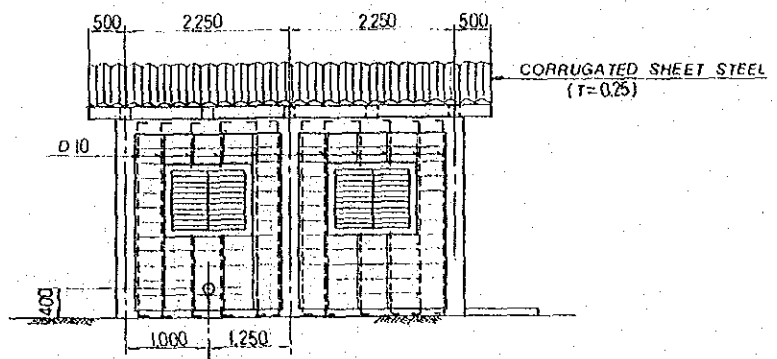 500 2,250 2,250 500
CORRUGATED SHEET STEEL
(T=0.25)
D10
400
1,000 1,250